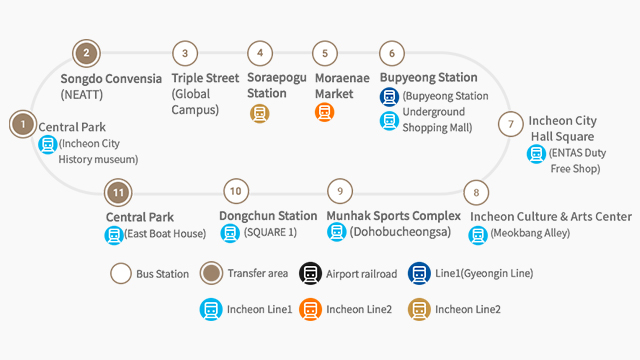 2
3
4
5
6
Songdo Convensia
(NEATT)
Triple Street
(Global
Campus)
Soraepogu
Station
Moraenae
Market
Bupyeong Station
(Bupyeong Station
Underground
Shopping Mall)
1
Central Park
(Incheon City
History museum)
7
Incheon City
Hall Square
(ENTAS Duty
Free Shop)
11
10
9
8
Central Park
(East Boat House)
Dongchun Station
(SQUARE 1)
Munhak Sports Complex
(Dohobucheongsa)
Incheon Culture & Arts Center
(Meokbang Alley)
Bus Station
Transfer area
Airport railroad
Line1(Gyeongin Line)
Incheon Line1
Incheon Line2
Incheon Line2